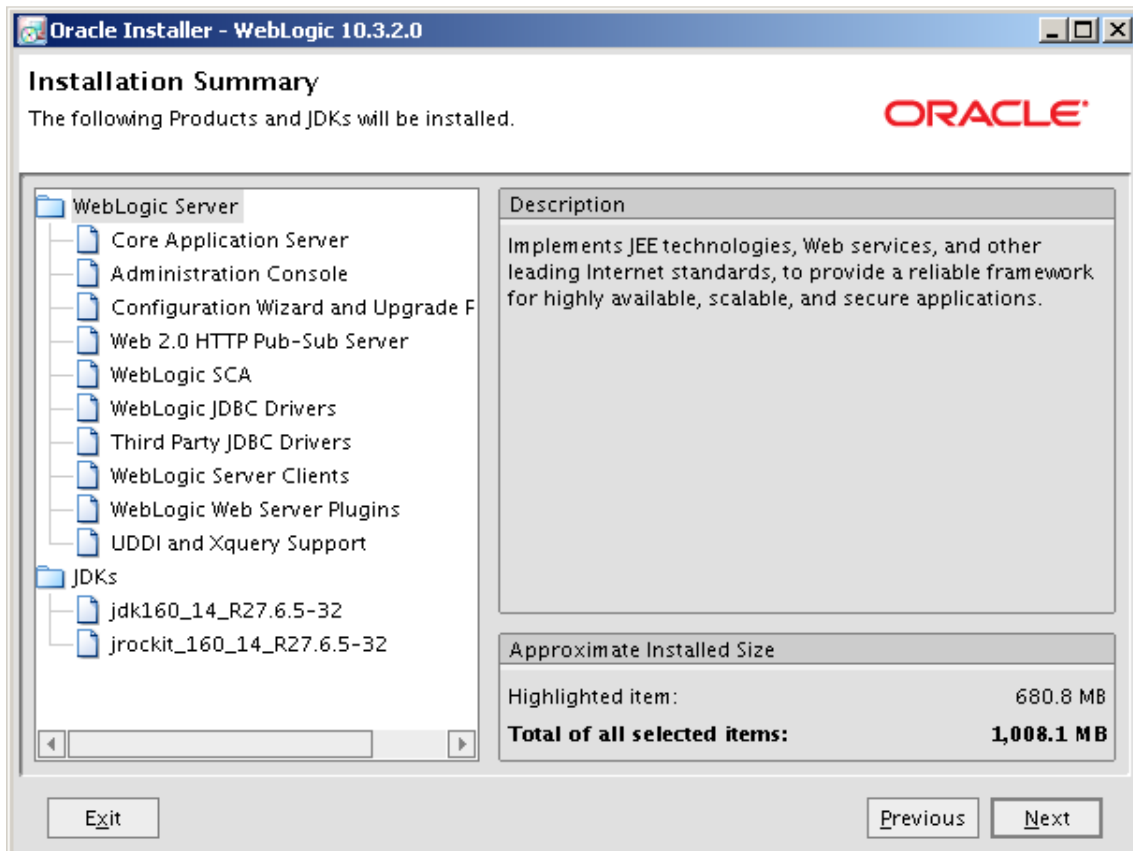 Oracle Installer - WebLogic 10.3.2.0
Installation Summary
The following Products and JDKs will be installed.
ORACLE
WebLogic Server
Core Application Server
Administration Console
Configuration Wizard and Upgrade F
Web 2.0 HTTP Pub-Sub Server
WebLogic SCA
WebLogic JDBC Drivers
Third Party JDBC Drivers
WebLogic Server Clients
WebLogic Web Server Plugins
UDDI and Xquery Support
JDKs
jdk160_14_R27.6.5-32
jrockit_160_14_R27.6.5-32
Description
Implements JEE technologies, Web services, and other
leading Internet standards, to provide a reliable framework
for highly available, scalable, and secure applications.
Approximate Installed Size
Highlighted item: 680.8 MB
Total of all selected items: 1,008.1 MB
Exit
Previous
Next